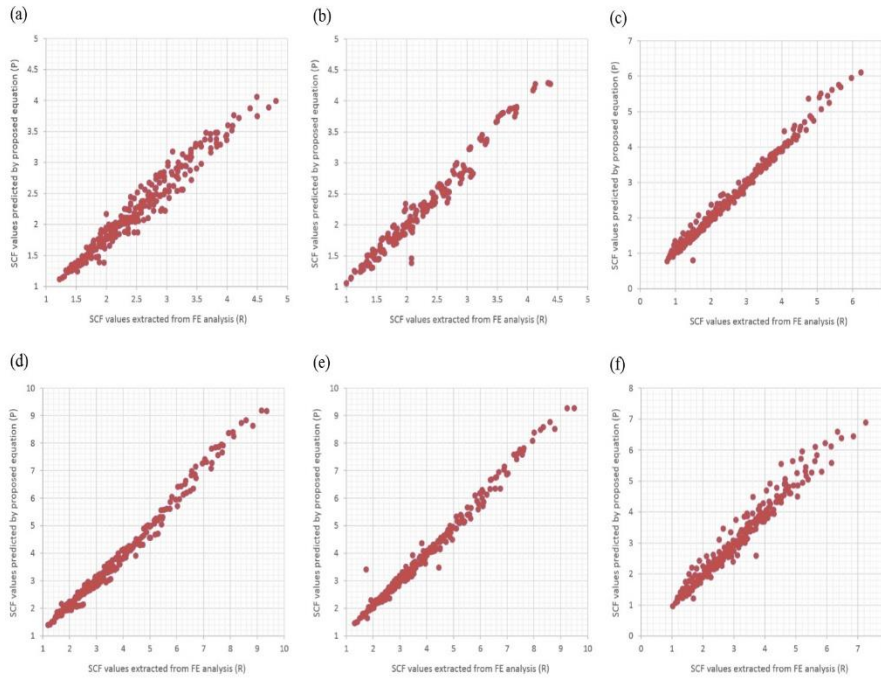 (a)
SCF values predicted by proposed equation (P)
5
4.5
4
3.5
3
2.5
2
1.5
1
1 1.5 2 2.5 3 3.5 4 4.5 5
SCF values extracted from FE analysis (R)
(b)
SCF values predicted by proposed equation (P)
5
4.5
4
3.5
3
2.5
2
1.5
1
1 1.5 2 2.5 3 3.5 4 4.5 5
SCF values extracted from FE analysis (R)
(c)
SCF values predicted by proposed equation (P)
7
6
5
4
3
2
1
0
0 1 2 3 4 5 6
SCF values extracted from FE analysis (R)
(d)
SCF values predicted by proposed equation (P)
10
9
8
7
6
5
4
3
2
1
1 2 3 4 5 6 7 8 9 10
SCF values extracted from FE analysis (R)
(e)
SCF values predicted by proposed equation (P)
10
9
8
7
6
5
4
3
2
1
1 2 3 4 5 6 7 8 9 10
SCF values extracted from FE analysis (R)
(f)
SCF values predicted by proposed equation (P)
8
7
6
5
4
3
2
1
0
0 1 2 3 4 5 6 7
SCF values extracted from FE analysis (R)